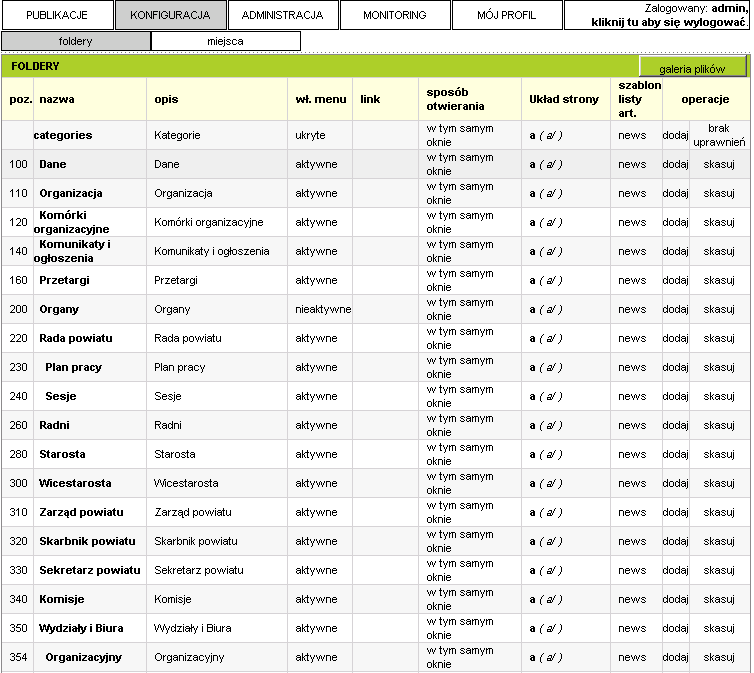 PUBLIKACJE KONFIGURACJA ADMINISTRACJA MONITORING MÓJ PROFIL Zalogowany: admin,
kliknij tu aby się wylogować.
foldery miejsca
FOLDERY galeria plików
poz. nazwa opis wł. menu link sposób otwierania Układ strony szablon listy art. operacje
categories Kategorie ukryte w tym samym oknie a ( a/ ) news dodaj brak uprawnień
100 Dane Dane aktywne w tym samym oknie a ( a/ ) news dodaj skasuj
110 Organizacja Organizacja aktywne w tym samym oknie a ( a/ ) news dodaj skasuj
120 Komórki organizacyjne Komórki organizacyjne aktywne w tym samym oknie a ( a/ ) news dodaj skasuj
140 Komunikaty i ogłoszenia Komunikaty i ogłoszenia aktywne w tym samym oknie a ( a/ ) news dodaj skasuj
160 Przetargi Przetargi aktywne w tym samym oknie a ( a/ ) news dodaj skasuj
200 Organy Organy nieaktywne w tym samym oknie a ( a/ ) news dodaj skasuj
220 Rada powiatu Rada powiatu aktywne w tym samym oknie a ( a/ ) news dodaj skasuj
230 Plan pracy Plan pracy aktywne w tym samym oknie a ( a/ ) news dodaj skasuj
240 Sesje Sesje aktywne w tym samym oknie a ( a/ ) news dodaj skasuj
260 Radni Radni aktywne w tym samym oknie a ( a/ ) news dodaj skasuj
280 Starosta Starosta aktywne w tym samym oknie a ( a/ ) news dodaj skasuj
300 Wicestarosta Wicestarosta aktywne w tym samym oknie a ( a/ ) news dodaj skasuj
310 Zarząd powiatu Zarząd powiatu aktywne w tym samym oknie a ( a/ ) news dodaj skasuj
320 Skarbnik powiatu Skarbnik powiatu aktywne w tym samym oknie a ( a/ ) news dodaj skasuj
330 Sekretarz powiatu Sekretarz powiatu aktywne w tym samym oknie a ( a/ ) news dodaj skasuj
340 Komisje Komisje aktywne w tym samym oknie a ( a/ ) news dodaj skasuj
350 Wydziały i Biura Wydziały i Biura aktywne w tym samym oknie a ( a/ ) news dodaj skasuj
354 Organizacyjny Organizacyjny aktywne w tym samym oknie a ( a/ ) news dodaj skasuj